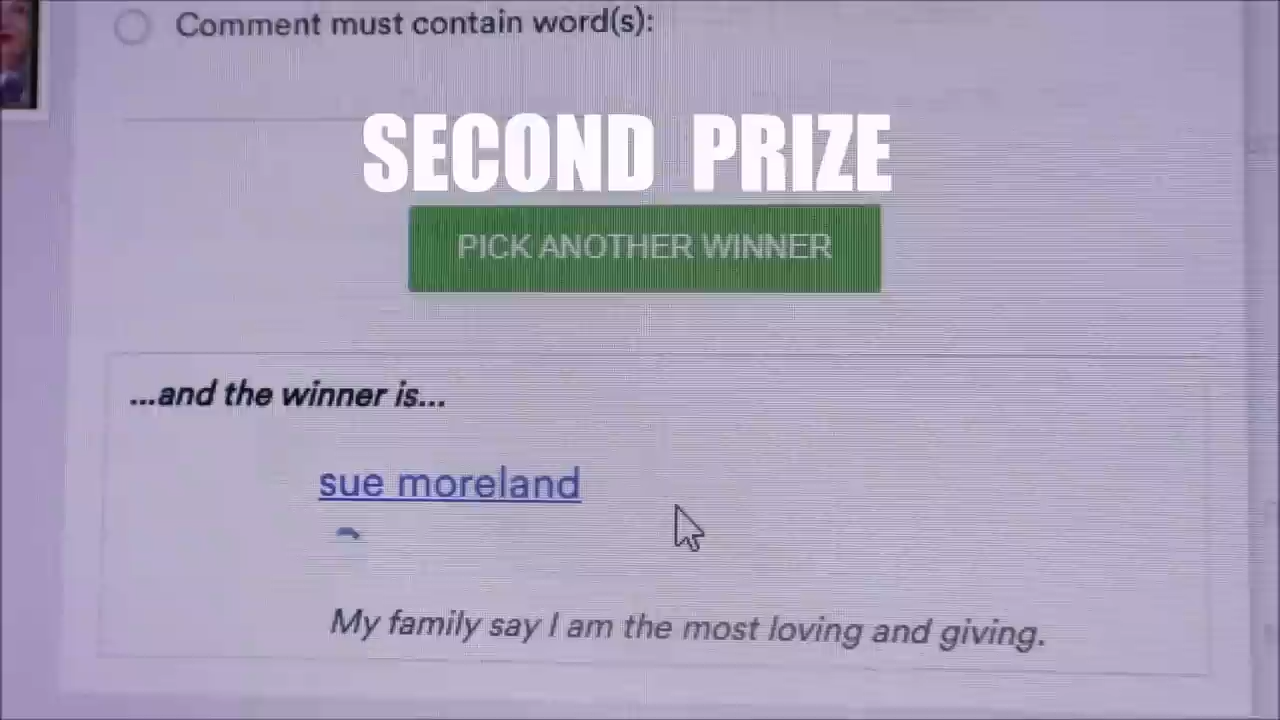 Comment must contain word(s):
SECOND PRIZE
PICK ANOTHER WINNER
...and the winner is...
sue moreland
My family say I am the most loving and giving.